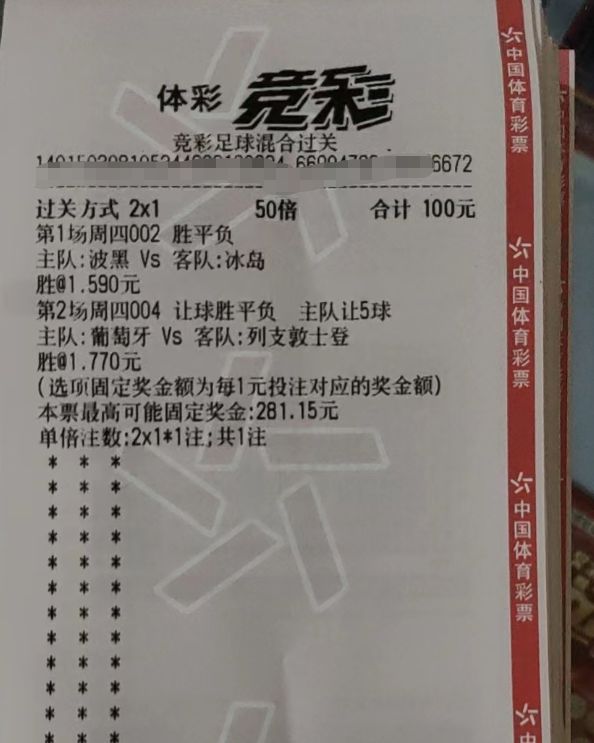 体彩 竞彩
竞彩足球混合过关
6672
过关方式 2x1 50倍 合计 100元
第1场周四002 胜平负
主队:波黑 Vs 客队:冰岛
胜@1.590元
第2场周四004 让球胜平负 主队让5球
主队:葡萄牙 Vs 客队:列支敦士登
胜@1.770元
(选项固定奖金额为每1元投注对应的奖金额)
本票最高可能固定奖金:281.15元
单倍注数:2x1*1注;共1注
* * *
* * *
* * *
* * *
* * *
* * *
* * *
* * *
* * *
* * *
* * *
* * *
中国体育彩票
中国体育彩票
中国体育彩票
中